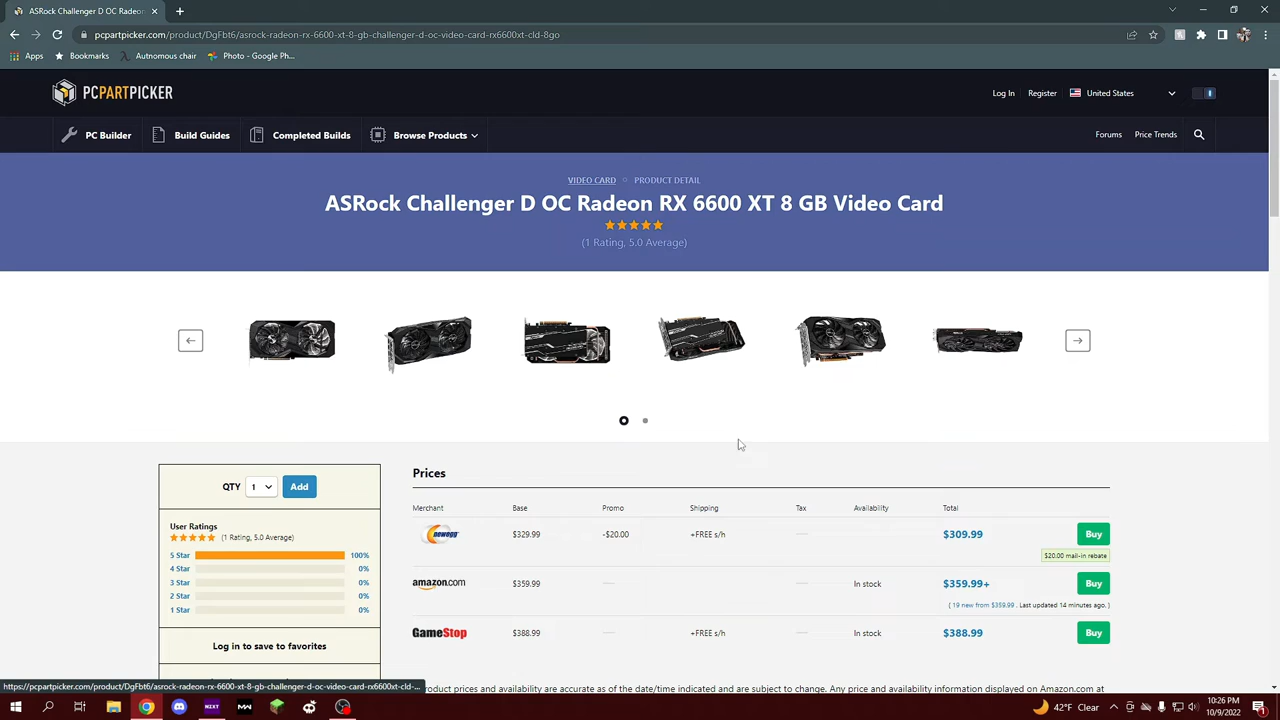 ASRock Challenger D OC Radeon
pcpartpicker.com/product/DgFbt6/asrock-radeon-rx-6600-xt-8-gb-challenger-d-oc-video-card-rx6600xt-cld-8go
Apps Bookmarks Autnomous chair Photo - Google Ph...
PCPARTPICKER Log In Register United States
PC Builder Build Guides Completed Builds Browse Products Forums Price Trends
VIDEO CARD PRODUCT DETAIL
ASRock Challenger D OC Radeon RX 6600 XT 8 GB Video Card
(1 Rating, 5.0 Average)
QTY 1 Add
User Ratings
(1 Rating, 5.0 Average)
5 Star 100%
4 Star 0%
3 Star 0%
2 Star 0%
1 Star 0%
Log in to save to favorites
Prices
Merchant Base Promo Shipping Tax Availability Total
newegg $329.99 -$20.00 +FREE s/h $309.99 Buy
$20.00 mail-in rebate
amazon.com $359.99 In stock $359.99+ Buy
( 19 new from $359.99 . Last updated 14 minutes ago. )
GameStop $388.99 +FREE s/h In stock $388.99 Buy
product prices and availability are accurate as of the date/time indicated and are subject to change. Any price and availability information displayed on Amazon.com at
https://pcpartpicker.com/product/DgFbt6/asrock-radeon-rx-6600-xt-8-gb-challenger-d-oc-video-card-rx6600xt-cld-...
NZXT 42°F Clear 10:26 PM
10/9/2022
1